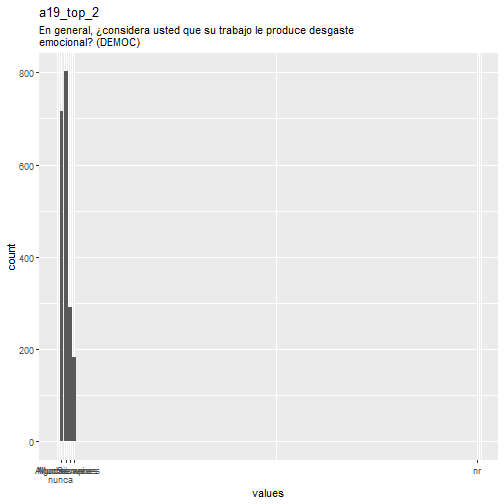 a19_top_2
En general, ¿considera usted que su trabajo le produce desgaste
emocional? (DEMOC)
800
600
400
200
0
count
nunca
nr
values